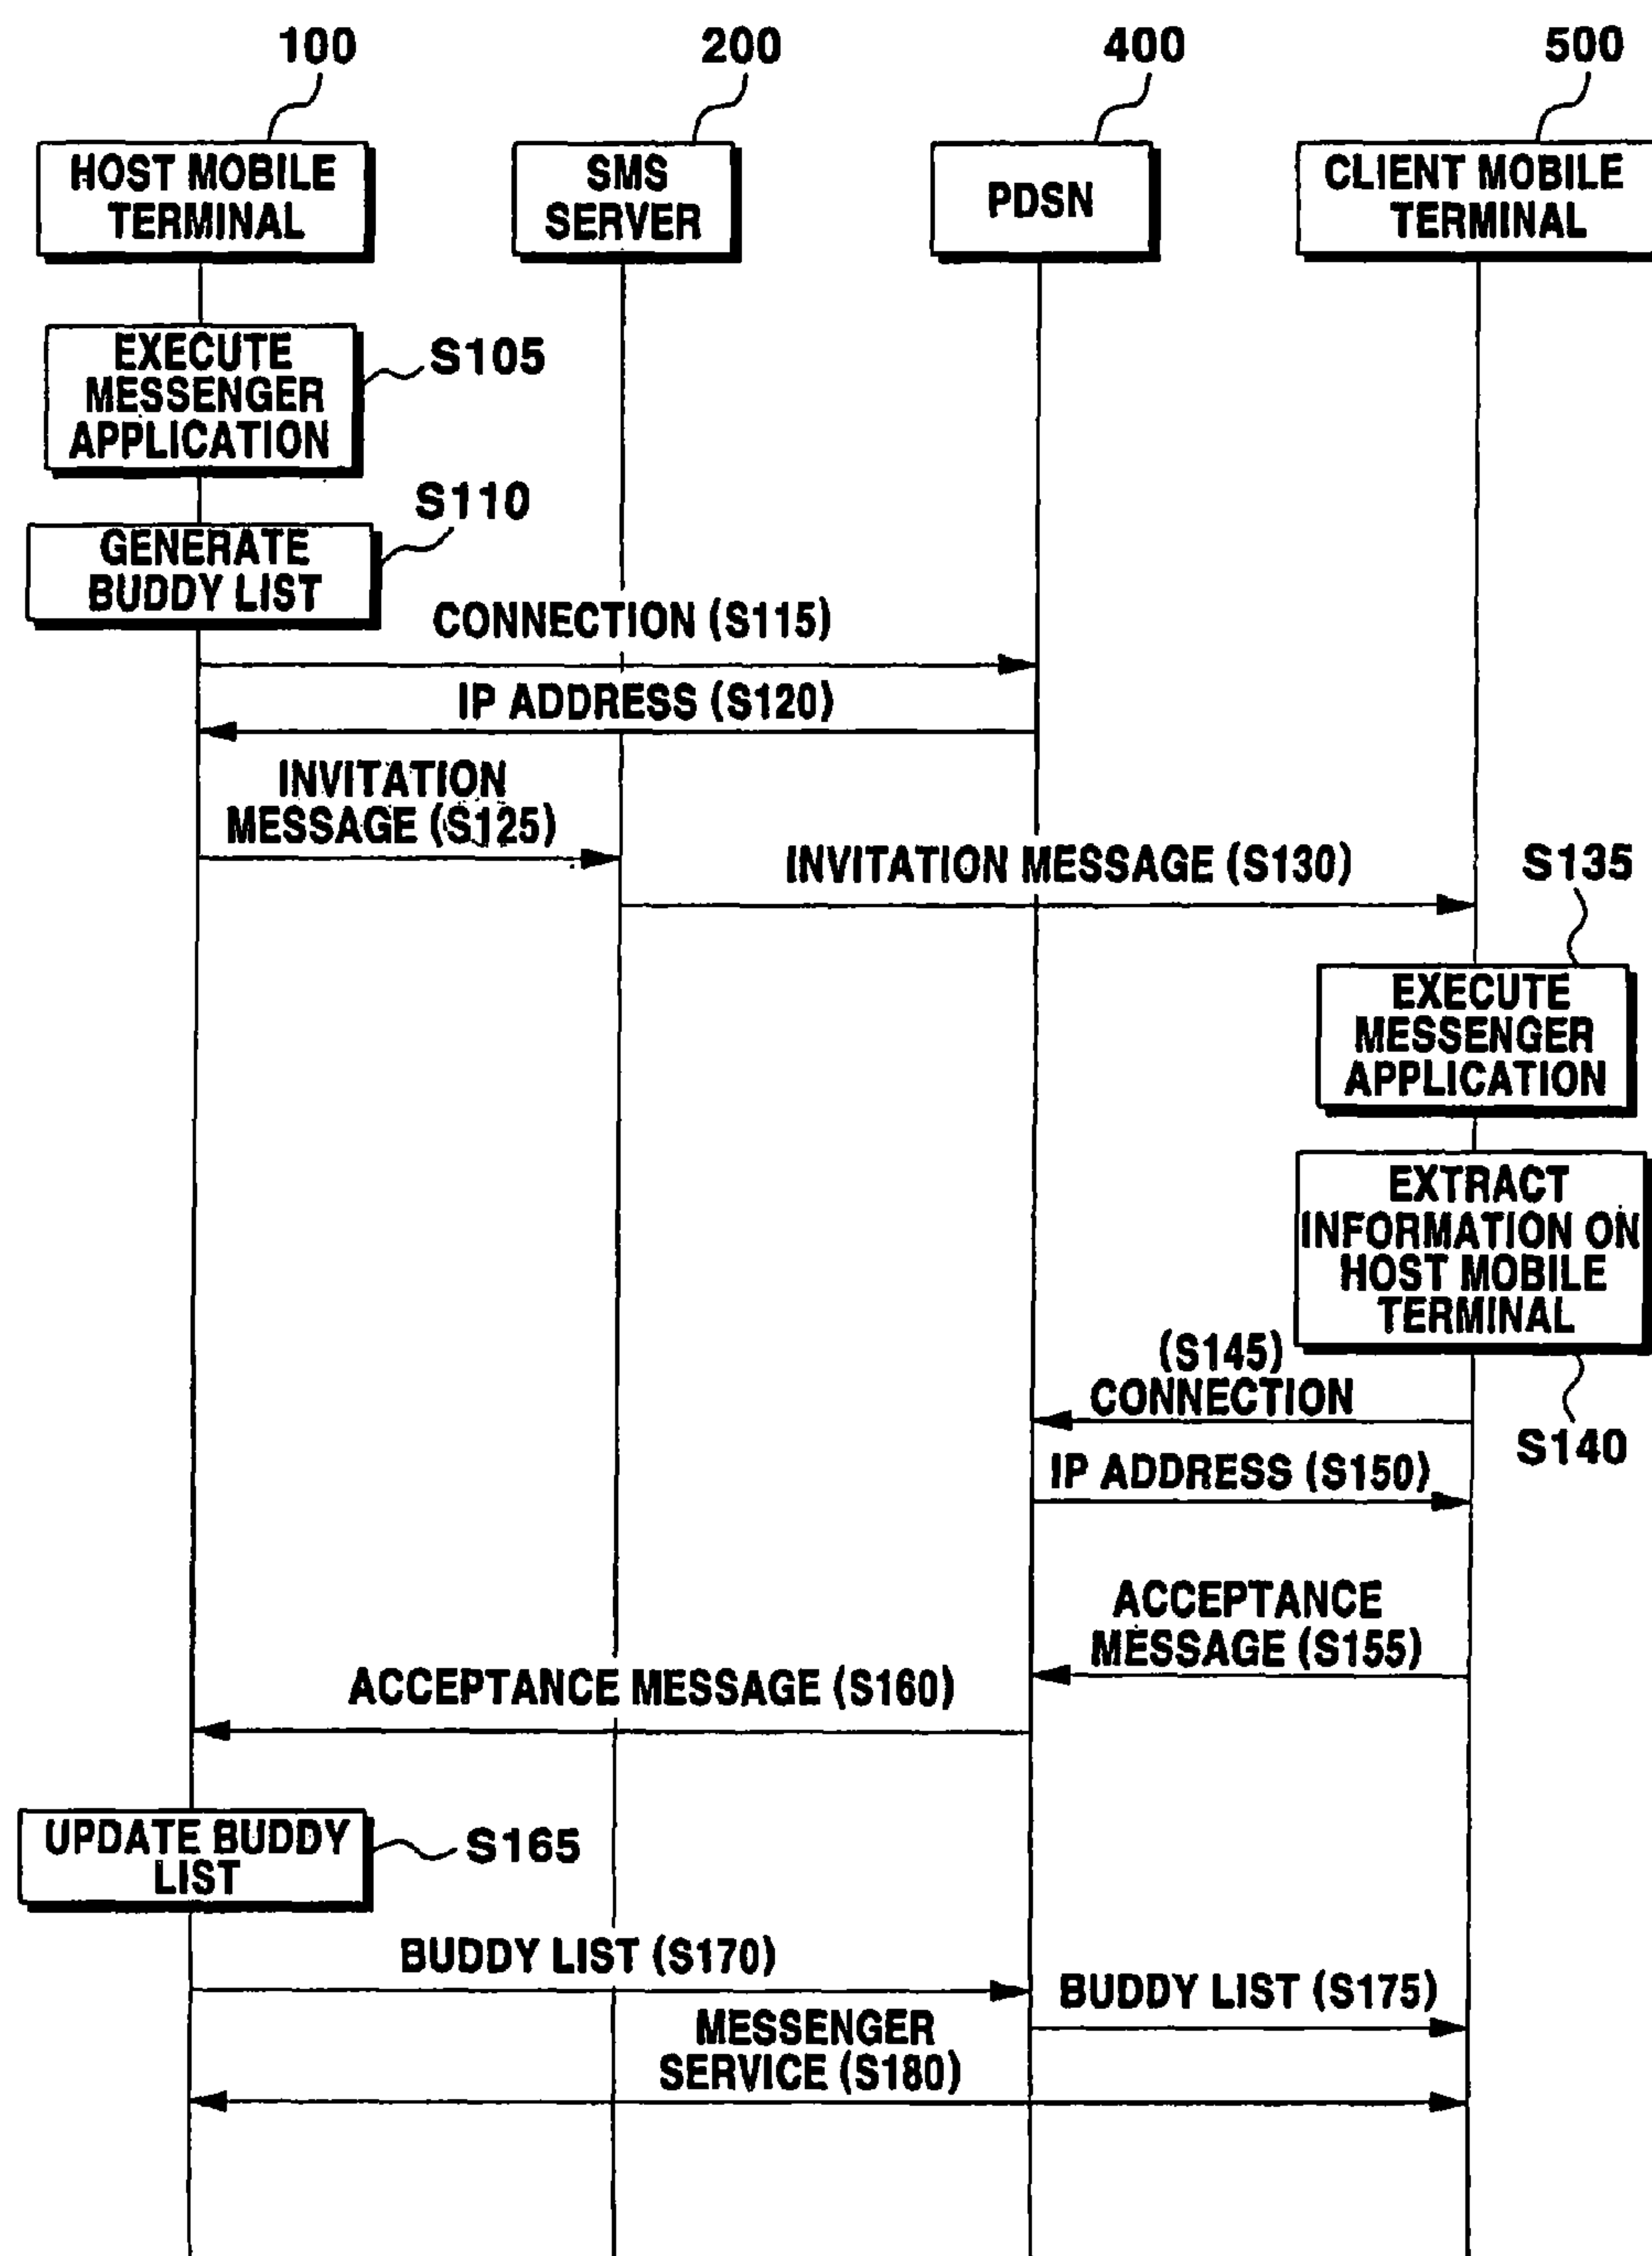 100
200
400
500
HOST MOBILE
TERMINAL
SMS
SERVER
PDSN
CLIENT MOBILE
TERMINAL
EXECUTE
MESSENGER
APPLICATION
S105
S110
GENERATE
BUDDY LIST
CONNECTION (S115)
IP ADDRESS (S120)
INVITATION
MESSAGE (S125)
INVITATION MESSAGE (S130)
S135
EXECUTE
MESSENGER
APPLICATION
EXTRACT
INFORMATION ON
HOST MOBILE
TERMINAL
(S145)
CONNECTION
S140
IP ADDRESS (S150)
ACCEPTANCE
MESSAGE (S155)
ACCEPTANCE MESSAGE (S160)
UPDATE BUDDY
LIST
S165
BUDDY LIST (S170)
BUDDY LIST (S175)
MESSENGER
SERVICE (S180)